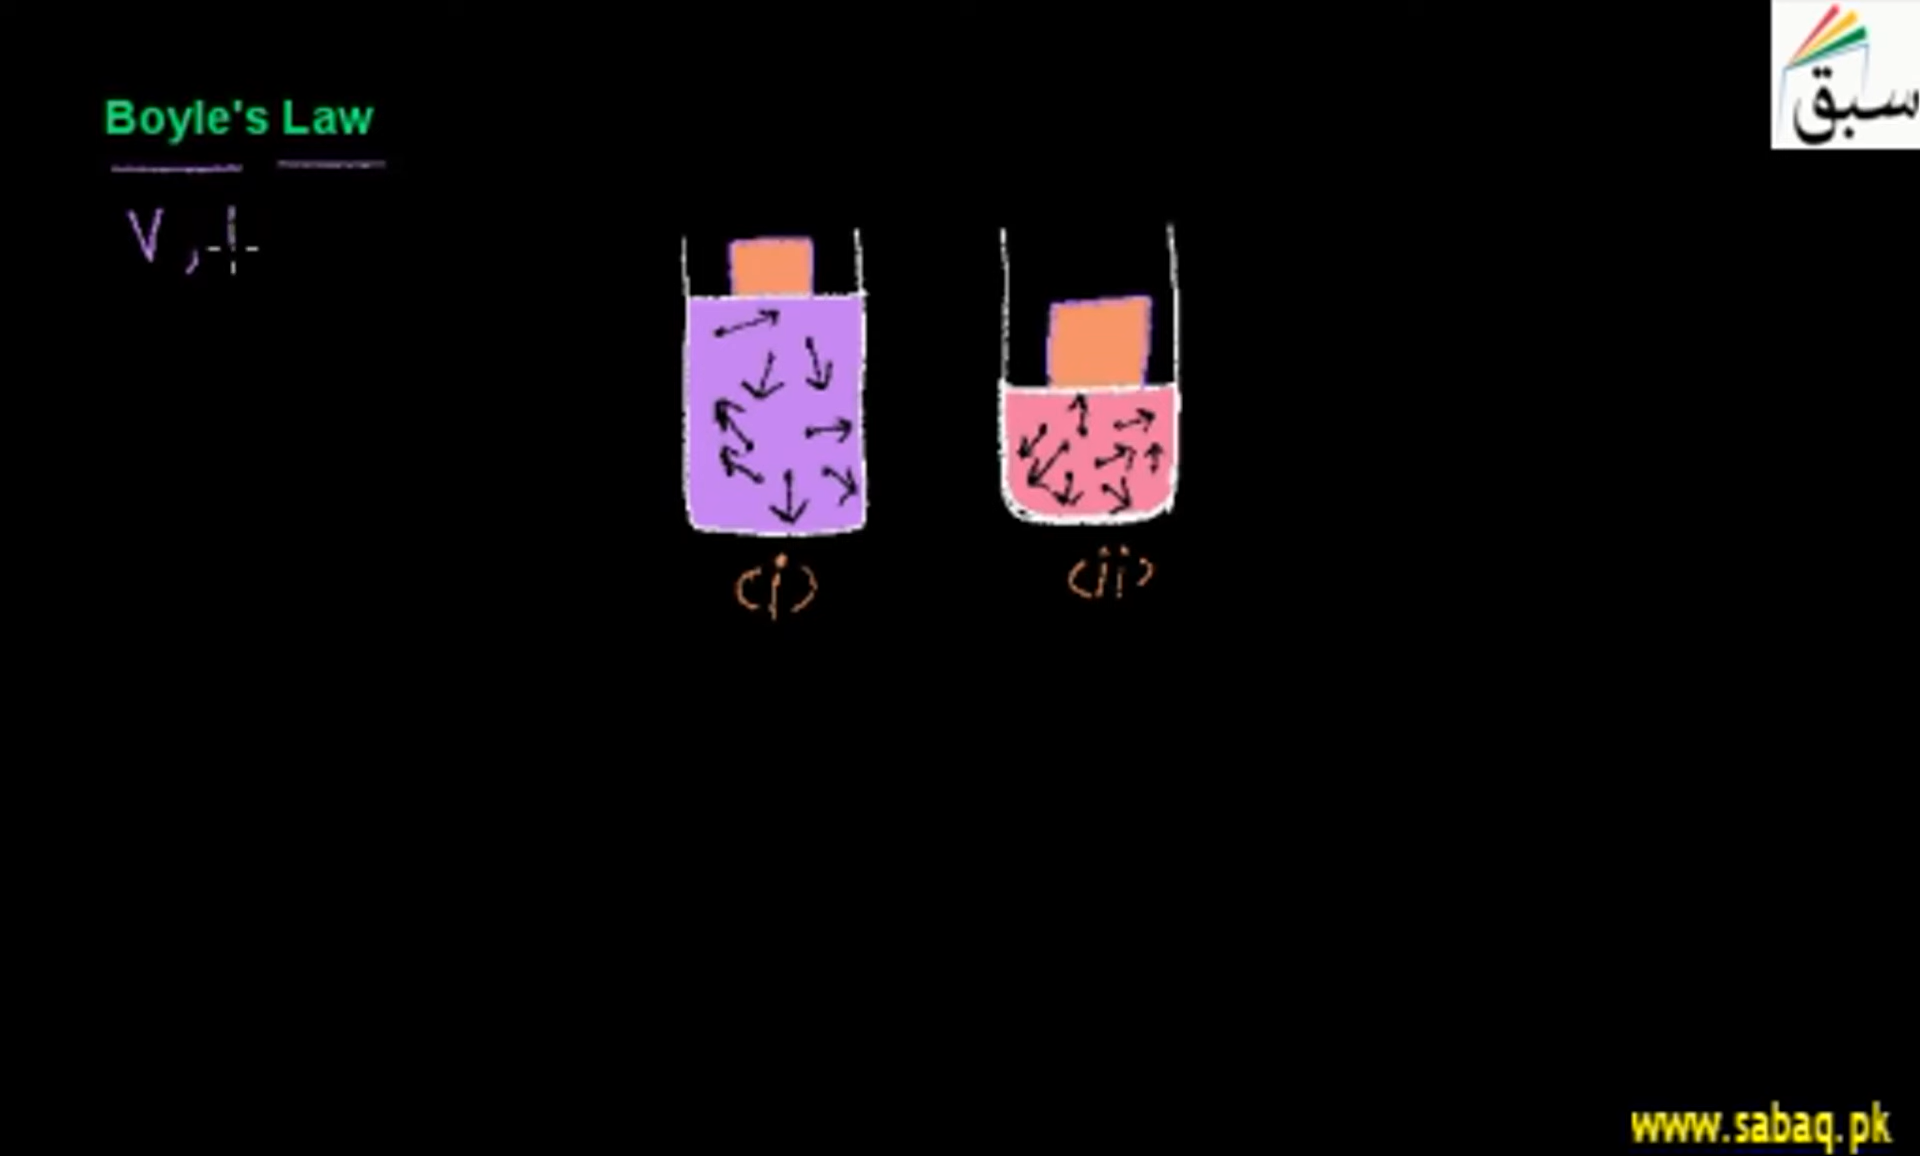 سبق
Boyle's Law
V ,
(i)
(ii)
www.sabaq.pk